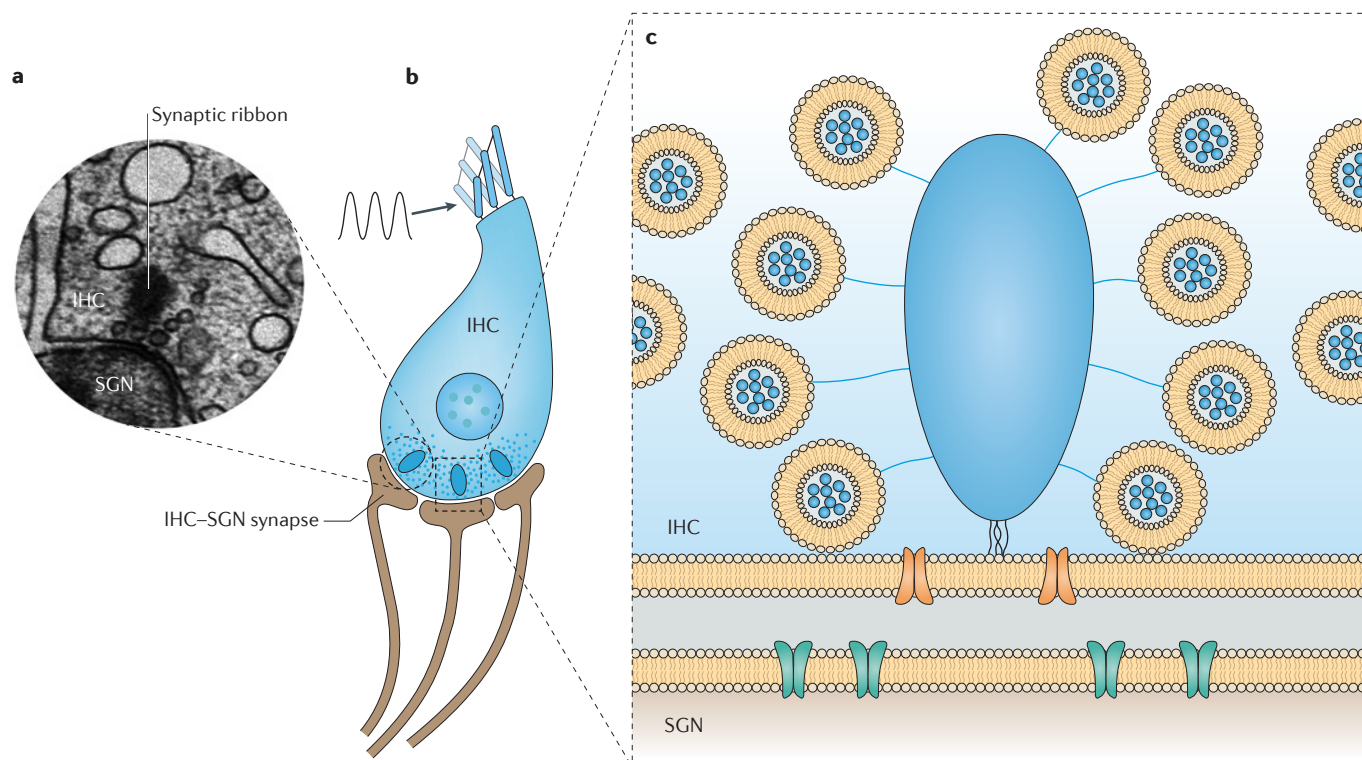 a
Synaptic ribbon
IHC
SGN
b
IHC
IHC–SGN synapse
c
IHC
SGN